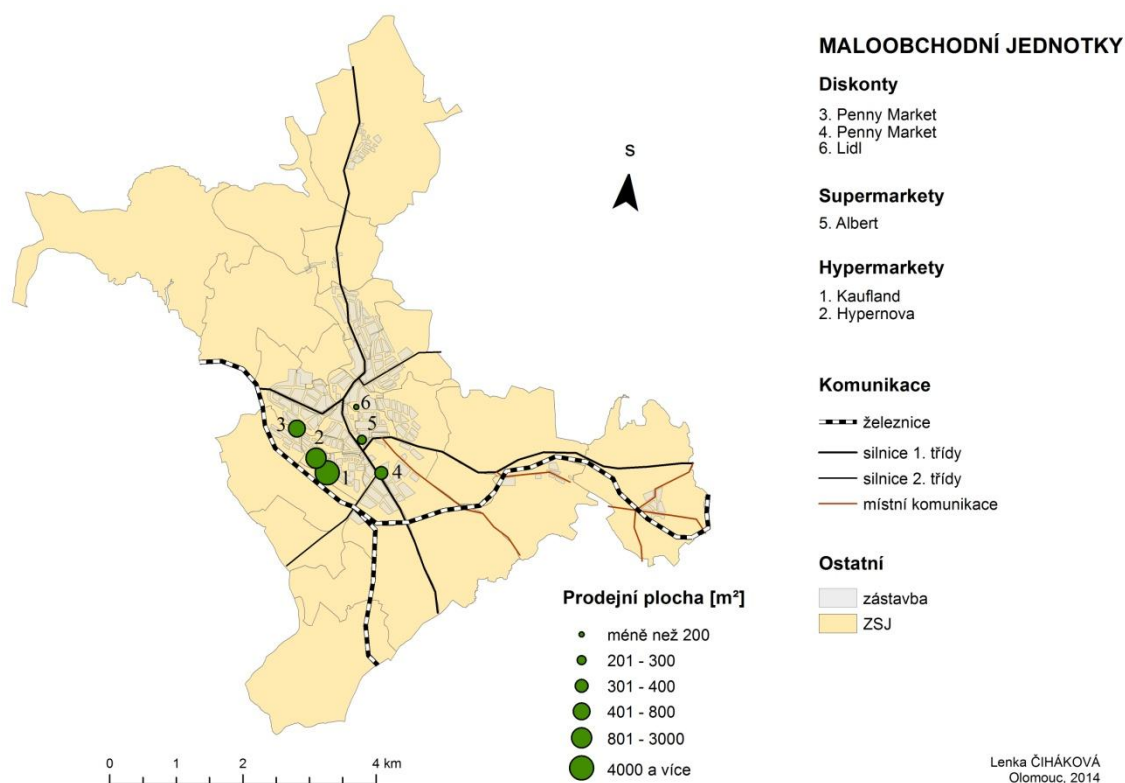 MALOOBCHODNÍ JEDNOTKY
Diskonty
3. Penny Market
4. Penny Market
6. Lidl
Supermarkety
5. Albert
Hypermarkety
1. Kaufland
2. Hypernova
Komunikace
železnice
silnice 1. třídy
silnice 2. třídy
místní komunikace
Ostatní
zástavba
ZSJ
S
6
5
3
2
1
4
Prodejní plocha [m²]
méně než 200
201 - 300
301 - 400
401 - 800
801 - 3000
4000 a více
0 1 2 4 km
Lenka ČIHÁKOVÁ
Olomouc, 2014